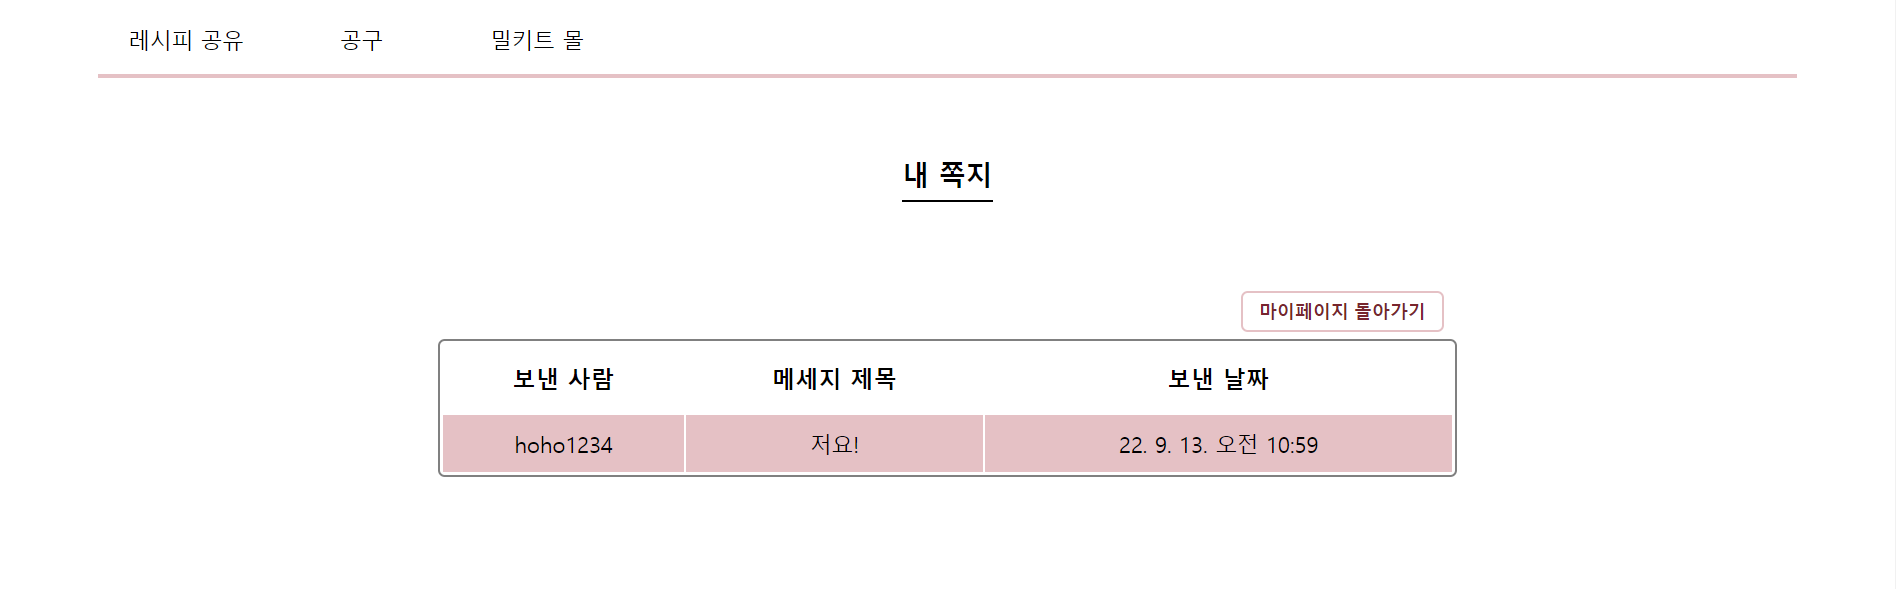 레시피 공유 공구 밀키트 몰
내 쪽지
마이페이지 돌아가기
보낸 사람 메세지 제목 보낸 날짜
hoho1234 저요! 22. 9. 13. 오전 10:59